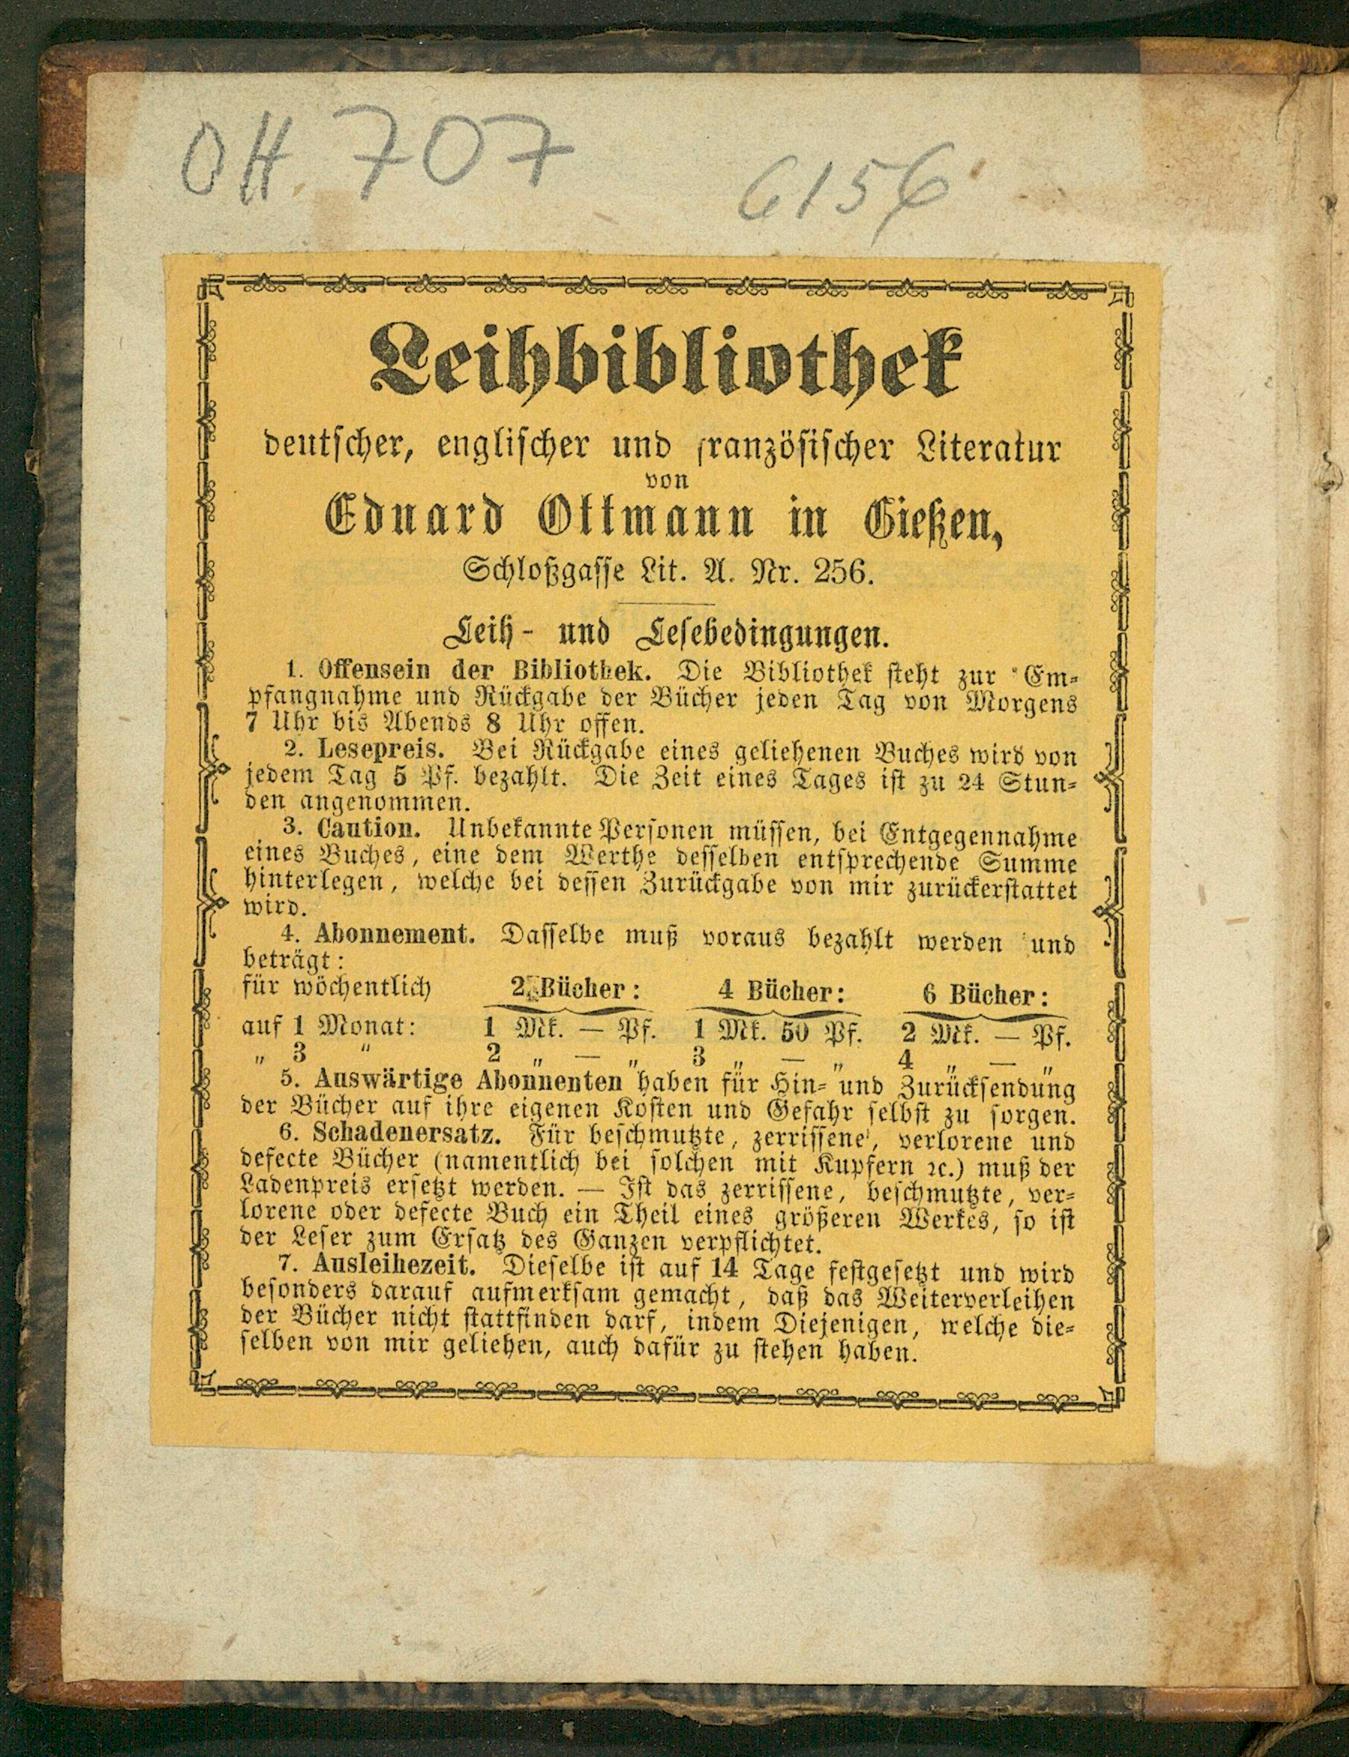 OH. 707
6156
Leihbibliothek
deutscher, englischer und französischer Literatur
von
Eduard Ottmann in Gießen,
Schloßgasse Lit. A. Nr. 256.
Leih- und Lesebedingungen.
1. Offensein der Bibliothek. Die Bibliothek steht zur Em-
pfangnahme und Rückgabe der Bücher jeden Tag von Morgens
7 Uhr bis Abends 8 Uhr offen.
2. Lesepreis. Bei Rückgabe eines geliehenen Buches wird von
jedem Tag 5 Pf. bezahlt. Die Zeit eines Tages ist zu 24 Stun-
den angenommen.
3. Caution. Unbekannte Personen müssen, bei Entgegennahme
eines Buches, eine dem Werthe desselben entsprechende Summe
hinterlegen, welche bei dessen Zurückgabe von mir zurückerstattet
wird.
4. Abonnement. Dasselbe muß voraus bezahlt werden und
beträgt:
für wöchentlich 2 Bücher: 4 Bücher: 6 Bücher:
auf 1 Monat: 1 Mk. — Pf. 1 Mk. 50 Pf. 2 Mk. — Pf.
„ 3 „ 2 „ — „ 3 „ — „ 4 „ — „
5. Auswärtige Abonnenten haben für Hin- und Zurücksendung
der Bücher auf ihre eigenen Kosten und Gefahr selbst zu sorgen.
6. Schadenersatz. Für beschmutzte, zerrissene, verlorene und
defecte Bücher (namentlich bei solchen mit Kupfern ꝛc.) muß der
Ladenpreis ersetzt werden. — Ist das zerrissene, beschmutzte, ver-
lorene oder defecte Buch ein Theil eines größeren Werkes, so ist
der Leser zum Ersatz des Ganzen verpflichtet.
7. Ausleihezeit. Dieselbe ist auf 14 Tage festgesetzt und wird
besonders darauf aufmerksam gemacht, daß das Weiterverleihen
der Bücher nicht stattfinden darf, indem Diejenigen, welche die-
selben von mir geliehen, auch dafür zu stehen haben.